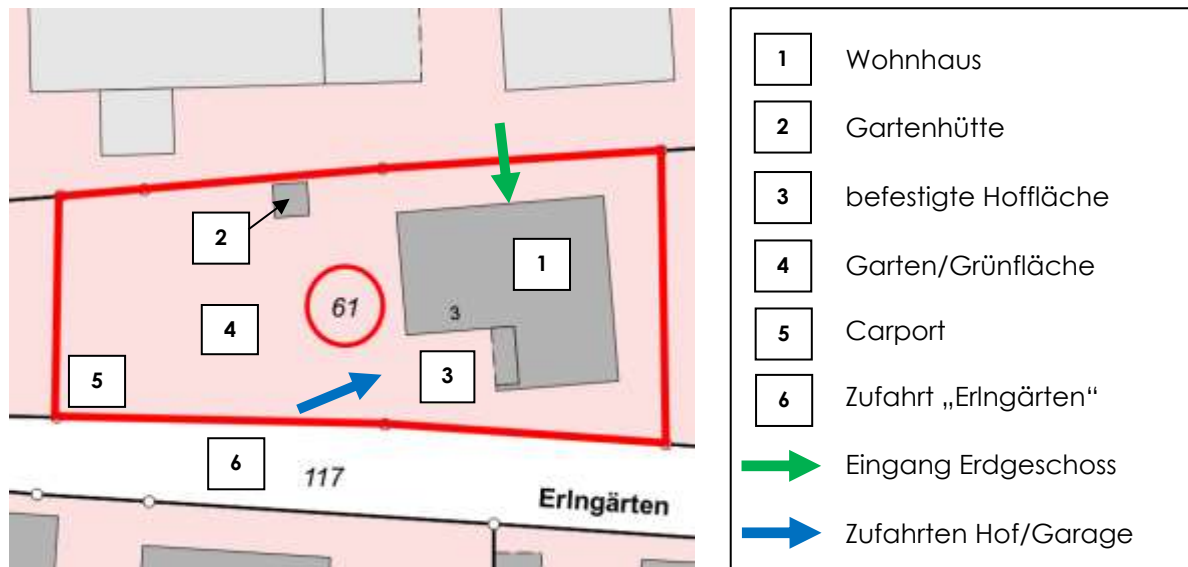 2
1
61
3
4
5
3
6
117
Erlngärten
1 Wohnhaus
2 Gartenhütte
3 befestigte Hoffläche
4 Garten/Grünfläche
5 Carport
6 Zufahrt „Erlngärten“
Eingang Erdgeschoss
Zufahrten Hof/Garage